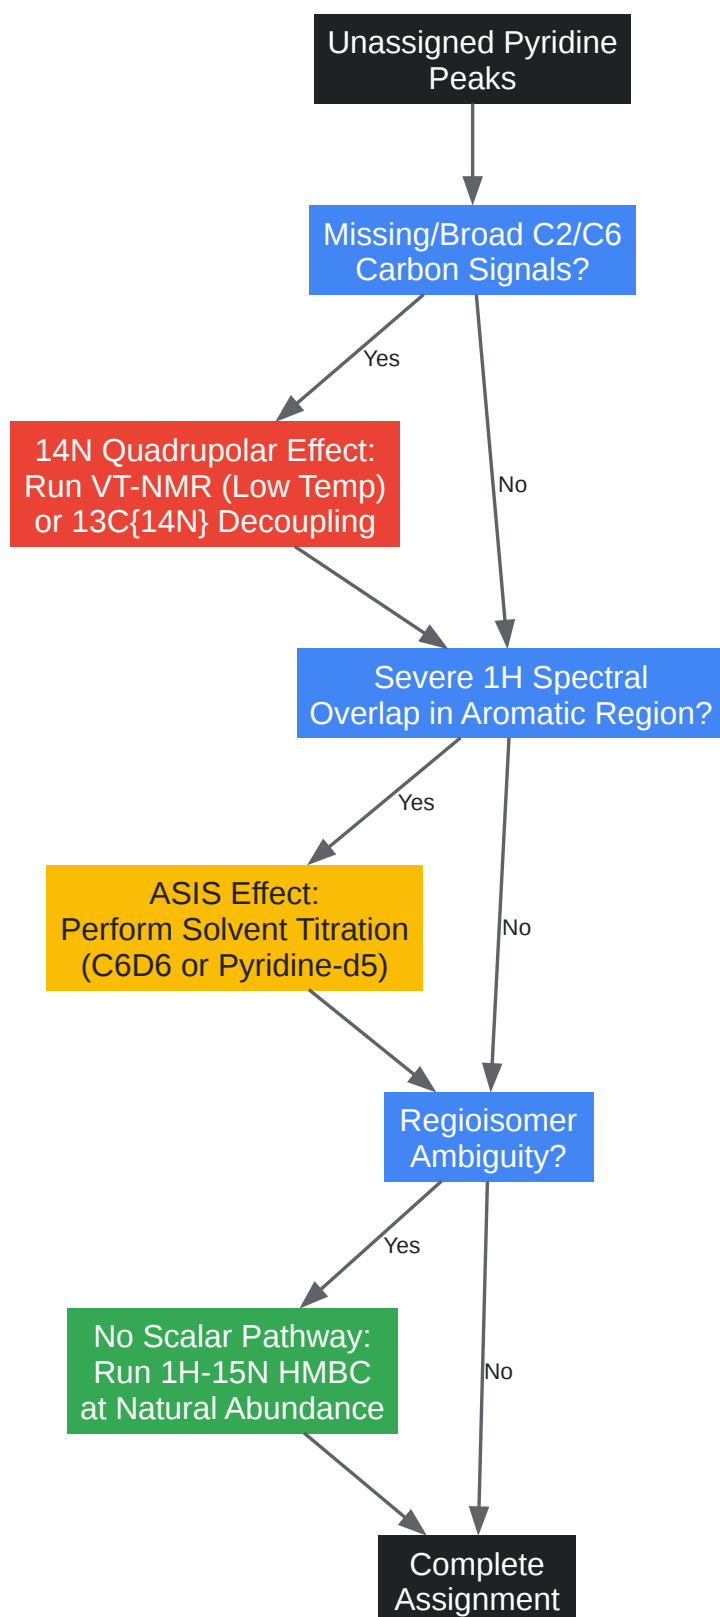 Unassigned Pyridine
Peaks
Missing/Broad C2/C6
Carbon Signals?
Yes
14N Quadrupolar Effect:
Run VT-NMR (Low Temp)
or 13C{14N} Decoupling
No
Severe 1H Spectral
Overlap in Aromatic Region?
Yes
ASIS Effect:
Perform Solvent Titration
(C6D6 or Pyridine-d5)
No
Regioisomer
Ambiguity?
Yes
No Scalar Pathway:
Run 1H-15N HMBC
at Natural Abundance
No
Complete
Assignment